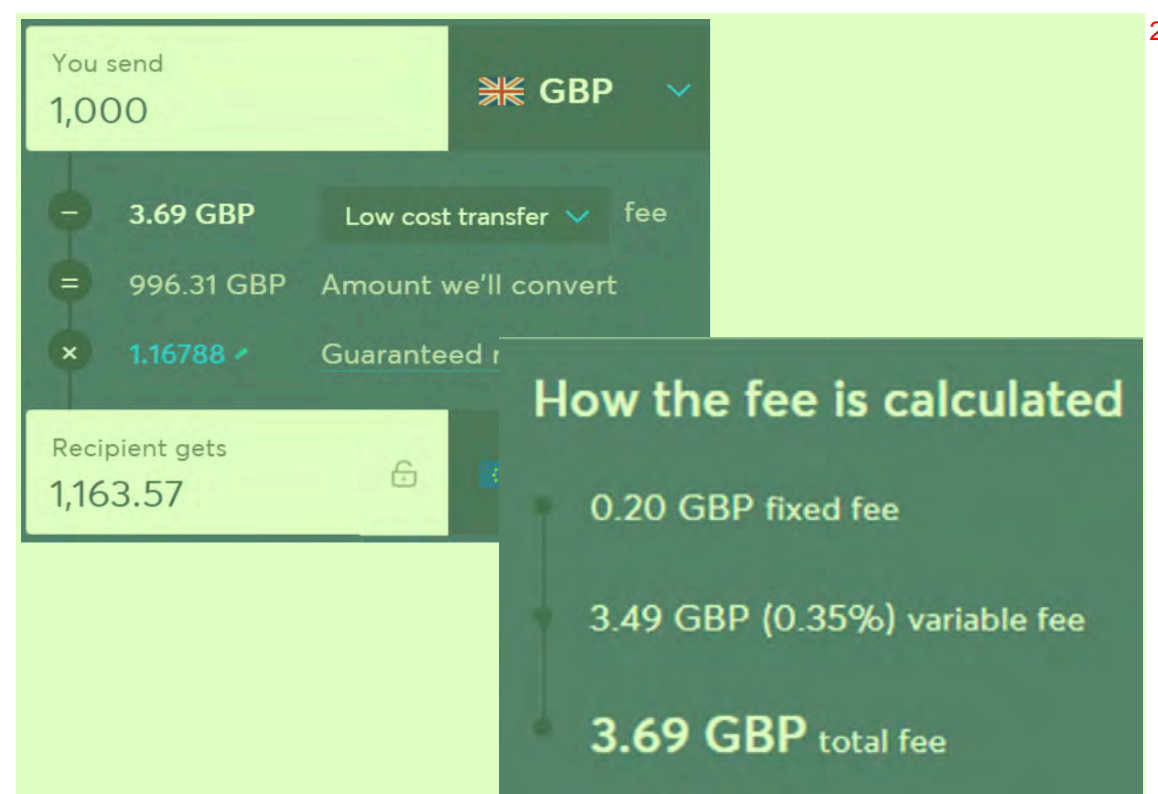 You send
1,000
GBP
3.69 GBP Low cost transfer fee
996.31 GBP Amount we'll convert
1.16788 Guaranteed
Recipient gets
1,163.57
How the fee is calculated
0.20 GBP fixed fee
3.49 GBP (0.35%) variable fee
3.69 GBP total fee